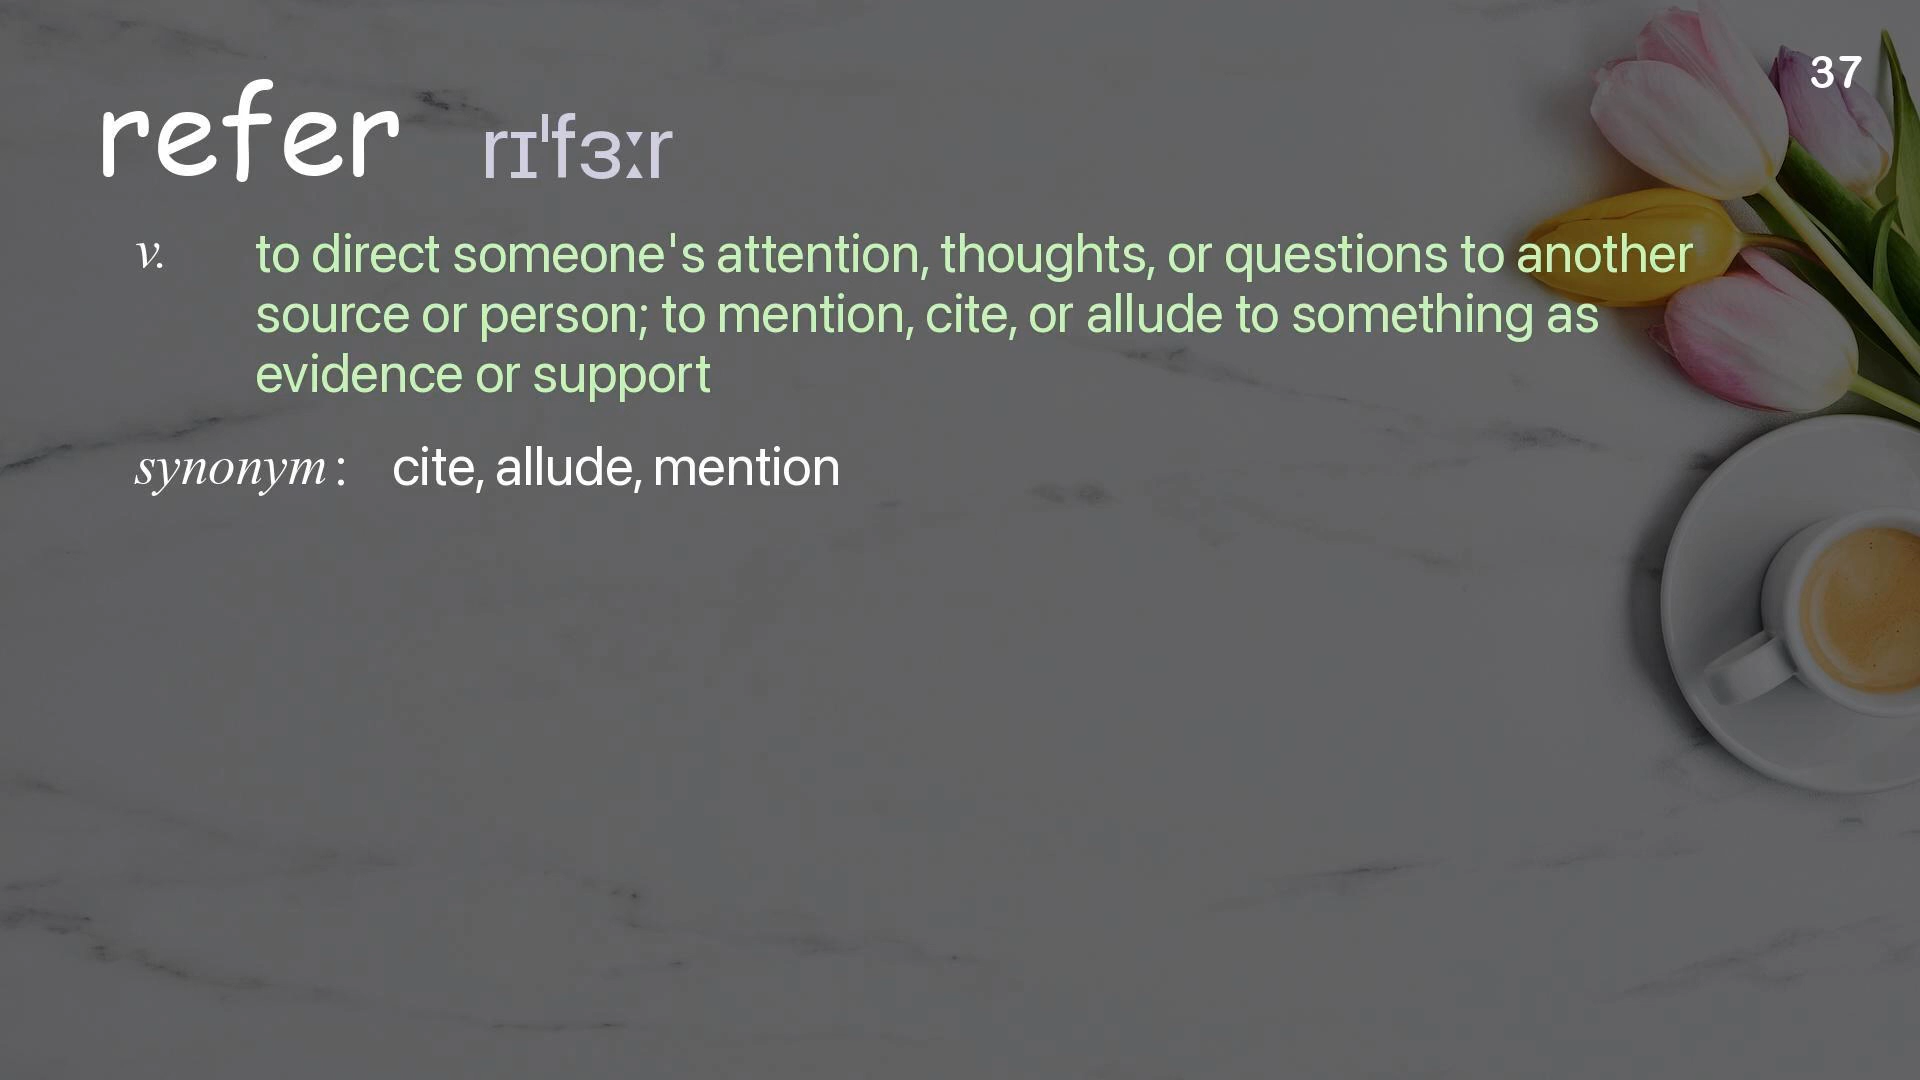 37
refer rɪˈfɜːr
v. to direct someone's attention, thoughts, or questions to another
source or person; to mention, cite, or allude to something as
evidence or support
synonym : cite, allude, mention